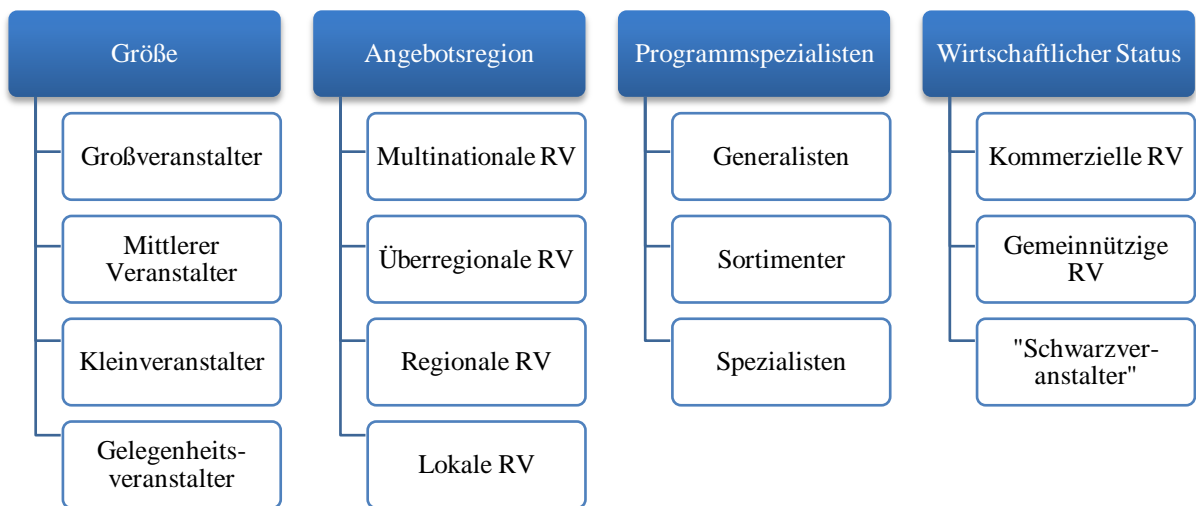 Größe
Großveranstalter
Mittlerer
Veranstalter
Kleinveranstalter
Gelegenheits-
veranstalter
Angebotsregion
Multinationale RV
Überregionale RV
Regionale RV
Lokale RV
Programmspezialisten
Generalisten
Sortimenter
Spezialisten
Wirtschaftlicher Status
Kommerzielle RV
Gemeinnützige
RV
"Schwarzver-
anstalter"